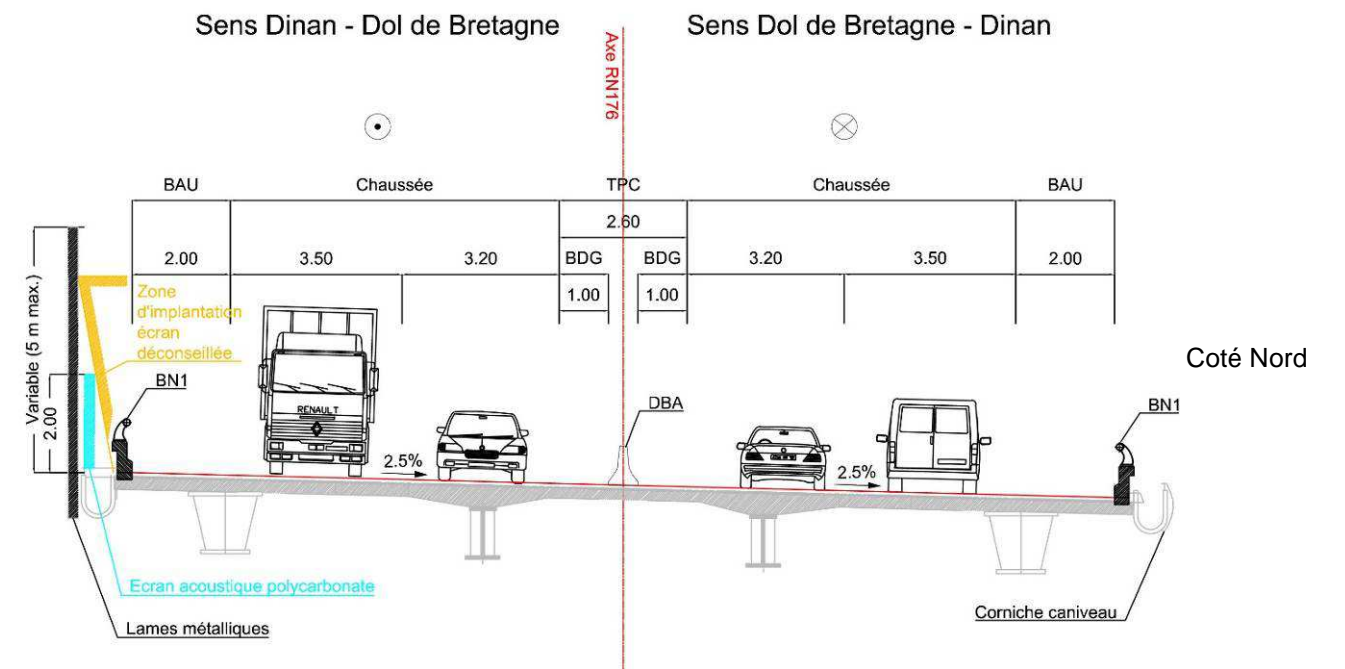 Sens Dinan - Dol de Bretagne
Sens Dol de Bretagne - Dinan
Axe RN176
BAU
Chaussée
TPC
Chaussée
BAU
2.60
2.00
3.50
3.20
BDG
BDG
3.20
3.50
2.00
1.00
1.00
Variable (5 m max.)
2.00
Zone
d'implantation
écran
déconseillée
BN1
RENAULT
2.5%
DBA
2.5%
BN1
Coté Nord
Ecran acoustique polycarbonate
Lames métalliques
Corniche caniveau